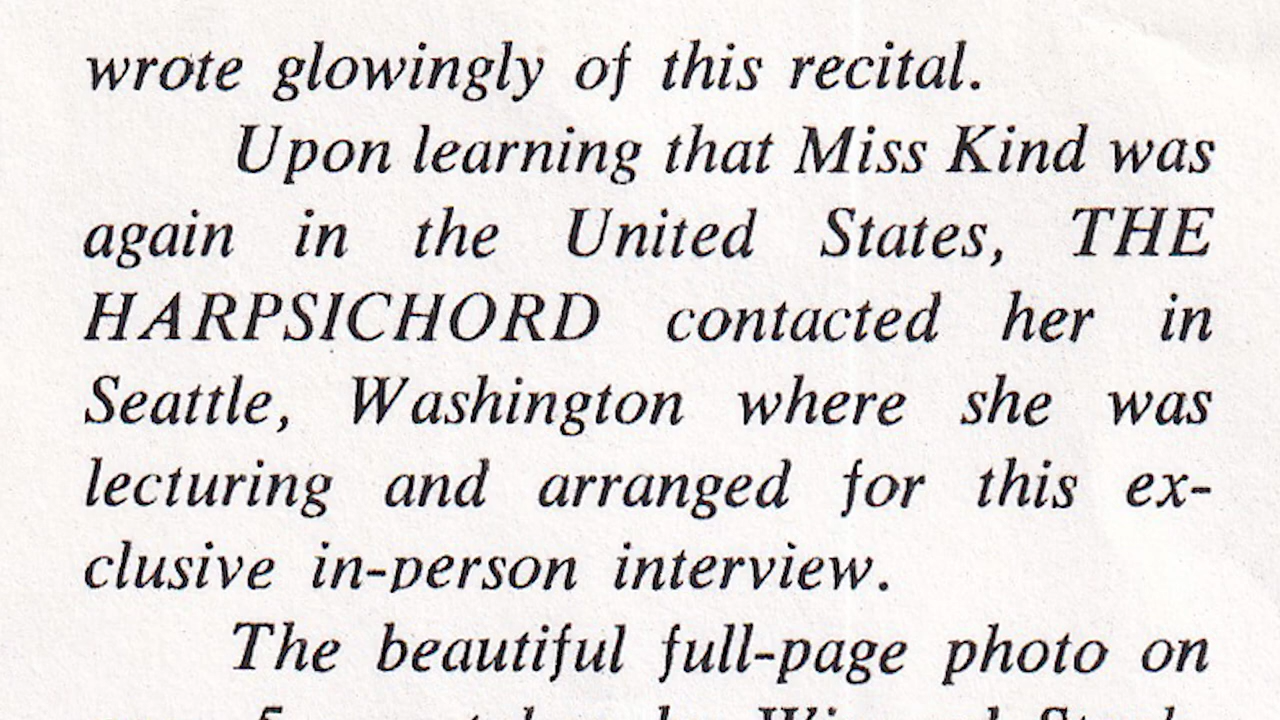 wrote glowingly of this recital.
Upon learning that Miss Kind was
again in the United States, THE
HARPSICHORD contacted her in
Seattle, Washington where she was
lecturing and arranged for this ex-
clusive in-person interview.
The beautiful full-page photo on